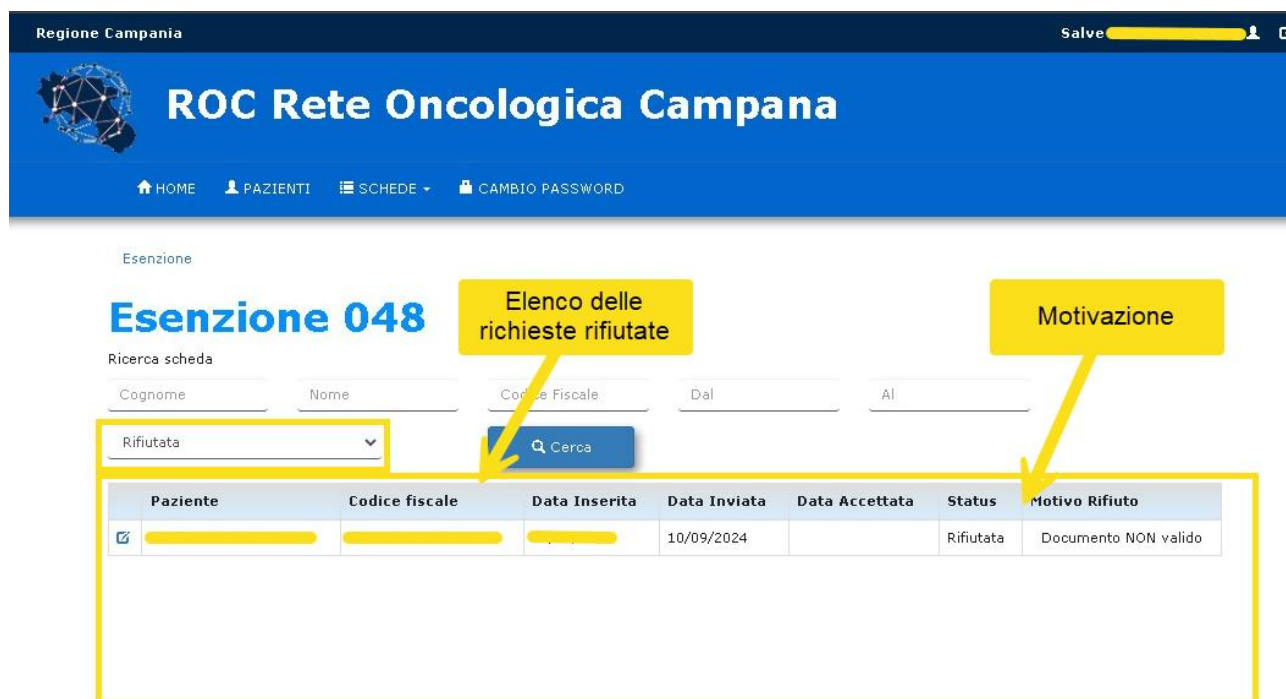 Regione Campania
Salve
ROC Rete Oncologica Campana
HOME PAZIENTI SCHEDE CAMBIO PASSWORD
Esenzione
Esenzione 048
Elenco delle
richieste rifiutate
Motivazione
Ricerca scheda
Cognome Nome Codice Fiscale Dal Al
Rifiutata Cerca
Paziente Codice fiscale Data Inserita Data Inviata Data Accettata Status Motivo Rifiuto
10/09/2024 Rifiutata Documento NON valido